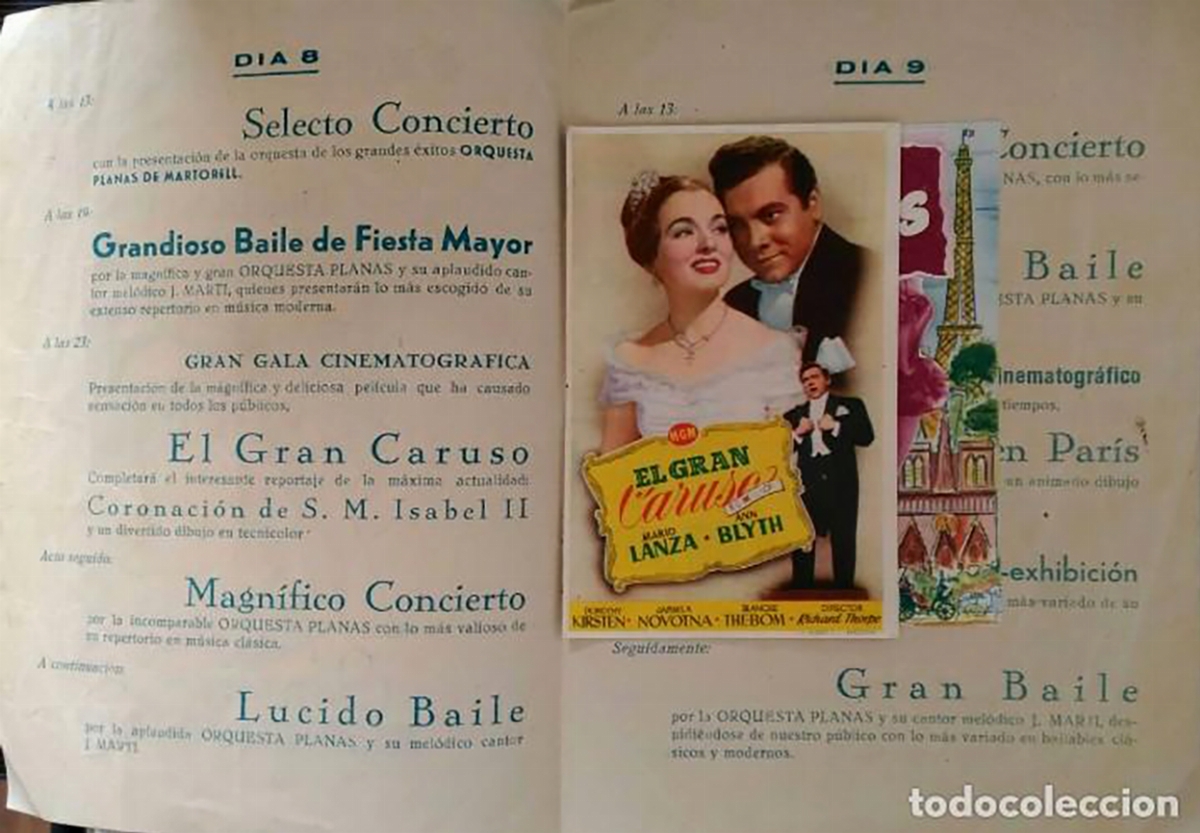 DIA 8
A las 13:
Selecto Concierto
con la presentación de la orquesta de los grandes éxitos ORQUESTA
PLANAS DE MARTORELL.
A las 19:
Grandioso Baile de Fiesta Mayor
por la magnífica y gran ORQUESTA PLANAS y su aplaudido can-
tor melódico J. MARTI, quienes presentarán lo más escogido de su
extenso repertorio en música moderna.
A las 23:
GRAN GALA CINEMATOGRAFICA
Presentación de la magnífica y deliciosa película que ha causado
sensación en todos los públicos,
El Gran Caruso
Completará el interesante reportaje de la máxima actualidad:
Coronación de S. M. Isabel II
y un divertido dibujo en tecnicolor
Acto seguido:
Magnífico Concierto
por la incomparable ORQUESTA PLANAS con lo más valioso de
su repertorio en música clásica.
A continuación:
Lucido Baile
por la aplaudida ORQUESTA PLANAS y su melódico cantor
J MARTI
DIA 9
A las 13:
Concierto
NAS, con lo más se-
Baile
STA PLANAS y su
inematográfico
tiempos,
en París
un animado dibujo
-exhibición
más variado de su
Seguidamente:
Gran Baile
por la ORQUESTA PLANAS y su cantor melódico J. MARTI, des-
pidiéndose de nuestro público con lo más variado en bailables clá-
sicos y modernos.
MGM
EL GRAN
Caruso
MARIO ANN
LANZA · BLYTH
DOROTHY JARMILA BLANCHE DIRECTOR
KIRSTEN · NOVOTNA · THEBOM · Richard Thorpe
S
todocoleccion